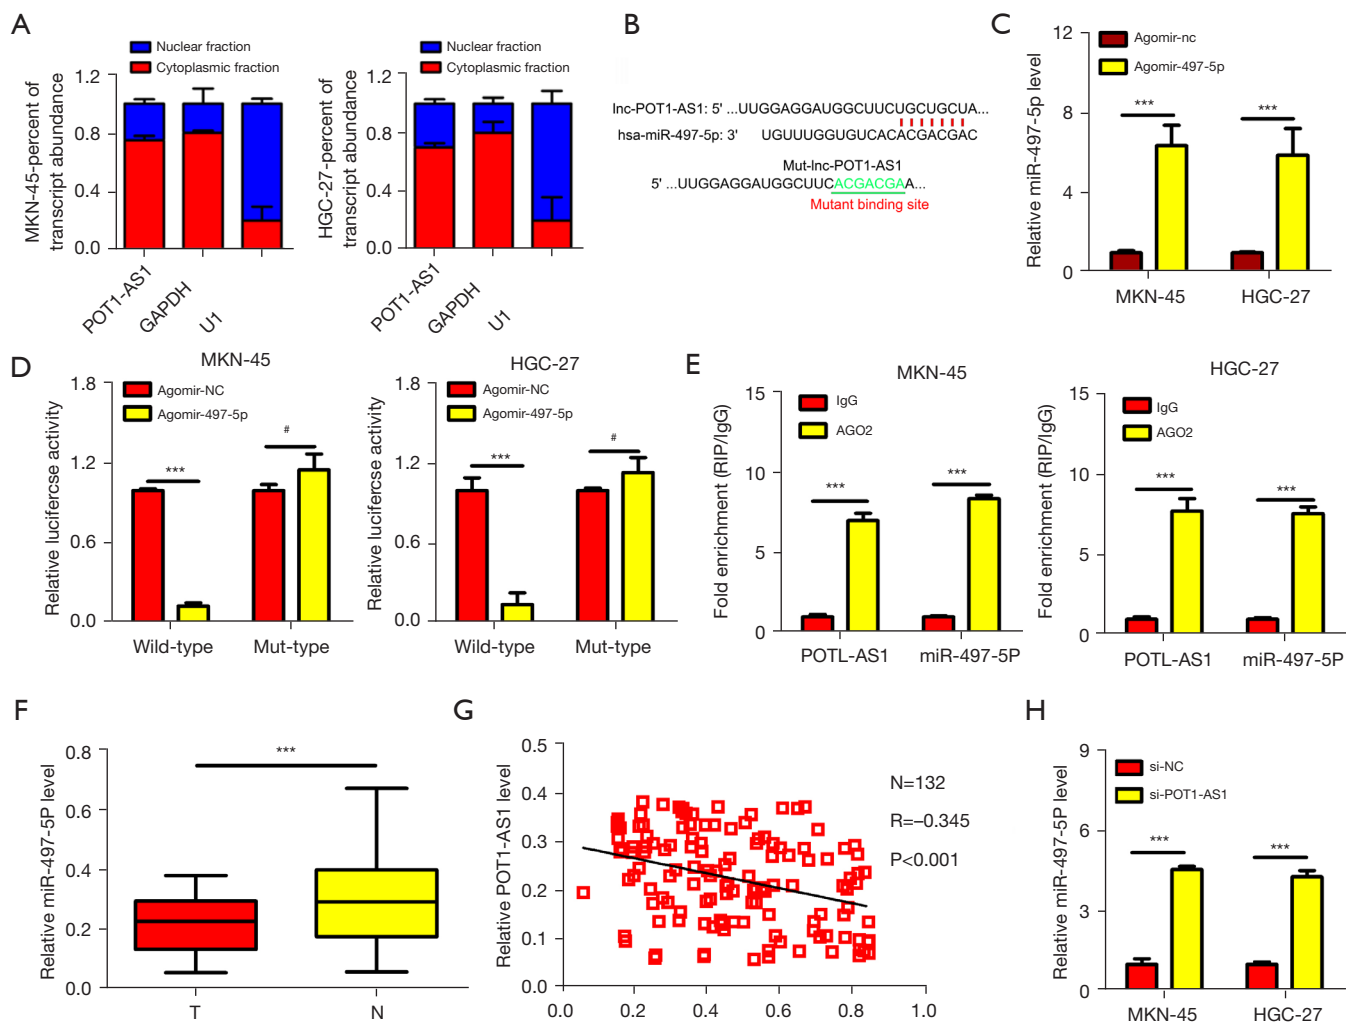 A
Nuclear fraction
Cytoplasmic fraction
MKN-45-percent of
transcript abundance
1.2
0.8
0.4
0.0
POT1-AS1
GAPDH
U1
Nuclear fraction
Cytoplasmic fraction
HGC-27-percent of
transcript abundance
1.2
0.8
0.4
0.0
POT1-AS1
GAPDH
U1
B
lnc-POT1-AS1: 5' ...UUGGAGGAUGGCUUCUGCUGCUA...
hsa-miR-497-5p: 3' UGUUUGGUGUCACACGACGAC
Mut-lnc-POT1-AS1
5' ...UUGGAGGAUGGCUUCACGACGAA...
Mutant binding site
C
Agomir-nc
Agomir-497-5p
Relative miR-497-5p level
12
8
4
0
***
***
MKN-45
HGC-27
D
MKN-45
Agomir-NC
Agomir-497-5p
Relative lucifercse activity
1.8
1.2
0.6
0.0
***
#
Wild-type
Mut-type
HGC-27
Agomir-NC
Agomir-497-5p
Relative lucifercse activity
1.8
1.2
0.6
0.0
***
#
Wild-type
Mut-type
E
MKN-45
IgG
AGO2
Fold enrichment (RIP/IgG)
15
10
5
0
***
***
POTL-AS1
miR-497-5P
HGC-27
IgG
AGO2
Fold enrichment (RIP/IgG)
15
10
5
0
***
***
POTL-AS1
miR-497-5P
F
Relative miR-497-5P level
0.8
0.6
0.4
0.2
0.0
***
T
N
G
Relative POT1-AS1 level
0.5
0.4
0.3
0.2
0.1
0.0
0.2
0.4
0.6
0.8
1.0
N=132
R=−0.345
P<0.001
H
si-NC
si-POT1-AS1
Relative miR-497-5P level
9
6
3
0
***
***
MKN-45
HGC-27